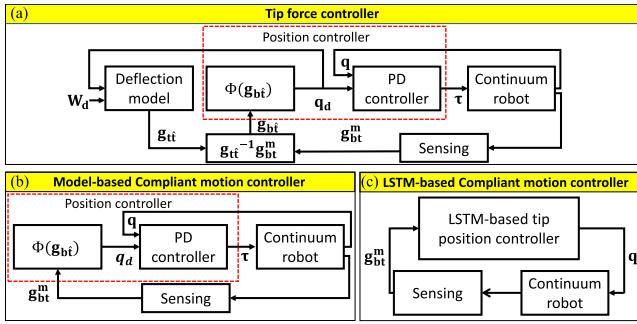 (a) Tip force controller
Position controller
W_d
Deflection model
Φ(g_bt̂)
q_d
q
PD controller
τ
Continuum robot
g_tt̂
g_bt̂
g_tt̂⁻¹g_bt^m
g_bt^m
Sensing
(b) Model-based Compliant motion controller
Position controller
Φ(g_bt̂)
q_d
q
PD controller
τ
Continuum robot
g_bt^m
Sensing
(c) LSTM-based Compliant motion controller
LSTM-based tip position controller
g_bt^m
q
Sensing
Continuum robot